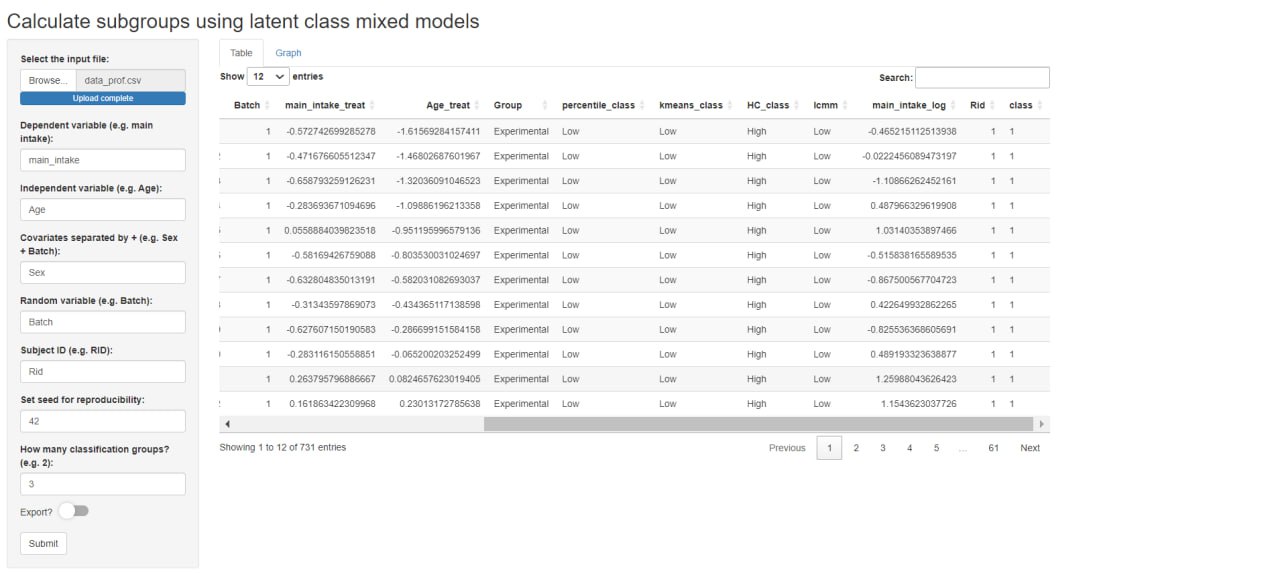 Calculate subgroups using latent class mixed models
Select the input file:
Browse... data_prof.csv
Upload complete
Dependent variable (e.g. main
intake):
main_intake
Independent variable (e.g. Age):
Age
Covariates separated by + (e.g. Sex
+ Batch):
Sex
Random variable (e.g. Batch):
Batch
Subject ID (e.g. RID):
Rid
Set seed for reproducibility:
42
How many classification groups?
(e.g. 2):
3
Export?
Submit
Table Graph
Show 12 entries Search:
Batch main_intake_treat Age_treat Group percentile_class kmeans_class HC_class lcmm main_intake_log Rid class
1 -0.572742699285278 -1.61569284157411 Experimental Low Low High Low -0.465215112513938 1 1
1 -0.471676605512347 -1.46802687601967 Experimental Low Low High Low -0.0222456089473197 1 1
1 -0.658793259126231 -1.32036091046523 Experimental Low Low High Low -1.10866262452161 1 1
1 -0.283693671094696 -1.09886196213358 Experimental Low Low High Low 0.487966329619908 1 1
1 0.0558884039823518 -0.951195996579136 Experimental Low Low High Low 1.03140353897466 1 1
1 -0.58169426759088 -0.803530031024697 Experimental Low Low High Low -0.515838165589535 1 1
1 -0.632804835013191 -0.582031082693037 Experimental Low Low High Low -0.867500567704723 1 1
1 -0.31343597869073 -0.434365117138598 Experimental Low Low High Low 0.422649932862265 1 1
1 -0.627607150190583 -0.286699151584158 Experimental Low Low High Low -0.825536368605691 1 1
1 -0.283116150558851 -0.065200203252499 Experimental Low Low High Low 0.489193323638877 1 1
1 0.263795796886667 0.0824657623019405 Experimental Low Low High Low 1.25988043626423 1 1
1 0.161863422309968 0.23013172785638 Experimental Low Low High Low 1.1543623037726 1 1
Showing 1 to 12 of 731 entries Previous 1 2 3 4 5 ... 61 Next